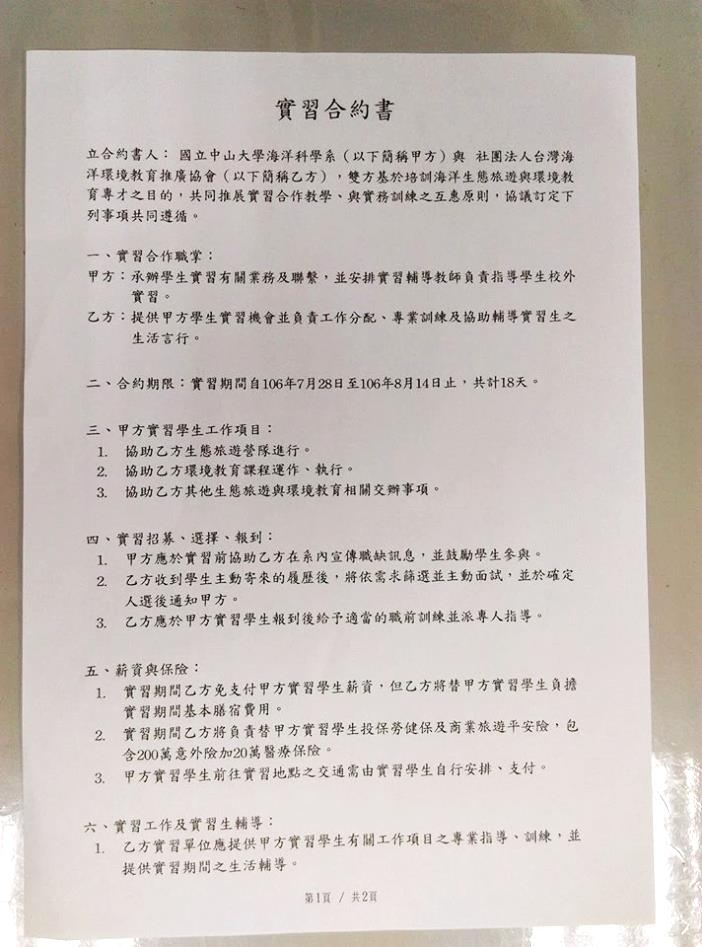 實習合約書
立合約書人： 國立中山大學海洋科學系（以下簡稱甲方）與 社團法人台灣海
洋環境教育推廣協會（以下簡稱乙方），雙方基於培訓海洋生態旅遊與環境教
育專才之目的，共同推展實習合作教學、與實務訓練之互惠原則，協議訂定下
列事項共同遵循。
一、實習合作職掌：
甲方：承辦學生實習有關業務及聯繫，並安排實習輔導教師負責指導學生校外
實習。
乙方：提供甲方學生實習機會並負責工作分配、專業訓練及協助輔導實習生之
生活言行。
二、合約期限：實習期間自106年7月28日至106年8月14日止，共計18天。
三、甲方實習學生工作項目：
1. 協助乙方生態旅遊營隊進行。
2. 協助乙方環境教育課程運作、執行。
3. 協助乙方其他生態旅遊與環境教育相關交辦事項。
四、實習招募、選擇、報到：
1. 甲方應於實習前協助乙方在系內宣傳職缺訊息，並鼓勵學生參與。
2. 乙方收到學生主動寄來的履歷後，將依需求篩選並主動面試，並於確定
人選後通知甲方。
3. 乙方應於甲方實習學生報到後給予適當的職前訓練並派專人指導。
五、薪資與保險：
1. 實習期間乙方免支付甲方實習學生薪資，但乙方將替甲方實習學生負擔
實習期間基本膳宿費用。
2. 實習期間乙方將負責替甲方實習學生投保勞健保及商業旅遊平安險，包
含200萬意外險加20萬醫療保險。
3. 甲方實習學生前往實習地點之交通需由實習學生自行安排、支付。
六、實習工作及實習生輔導：
1. 乙方實習單位應提供甲方實習學生有關工作項目之專業指導、訓練，並
提供實習期間之生活輔導。
第1頁 / 共2頁